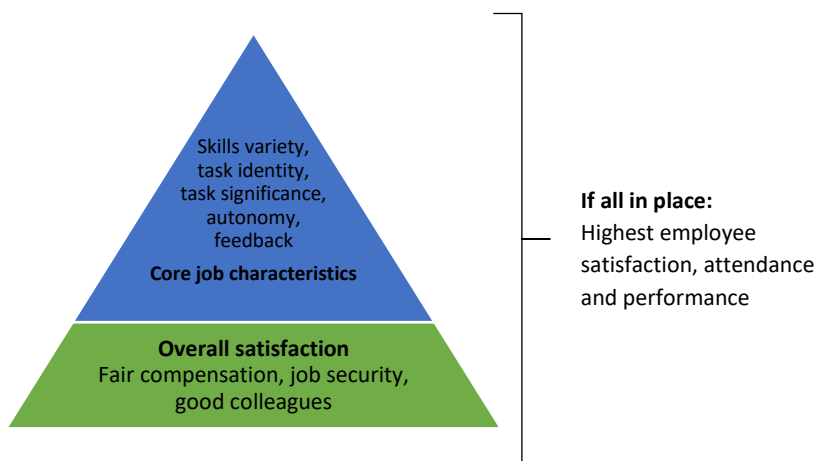 Skills variety,
task identity,
task significance,
autonomy,
feedback
Core job characteristics
Overall satisfaction
Fair compensation, job security,
good colleagues
If all in place:
Highest employee
satisfaction, attendance
and performance